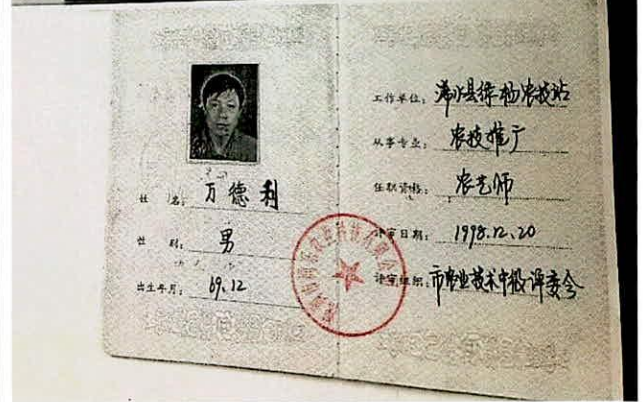 姓 名：万德利
性 别：男
出生年月：69.12
工作单位：浠水县绿杨农技站
从事专业：农技推广
任职资格：农艺师
评审日期：1998.12.20
评审组织：市农业技术中级评委会